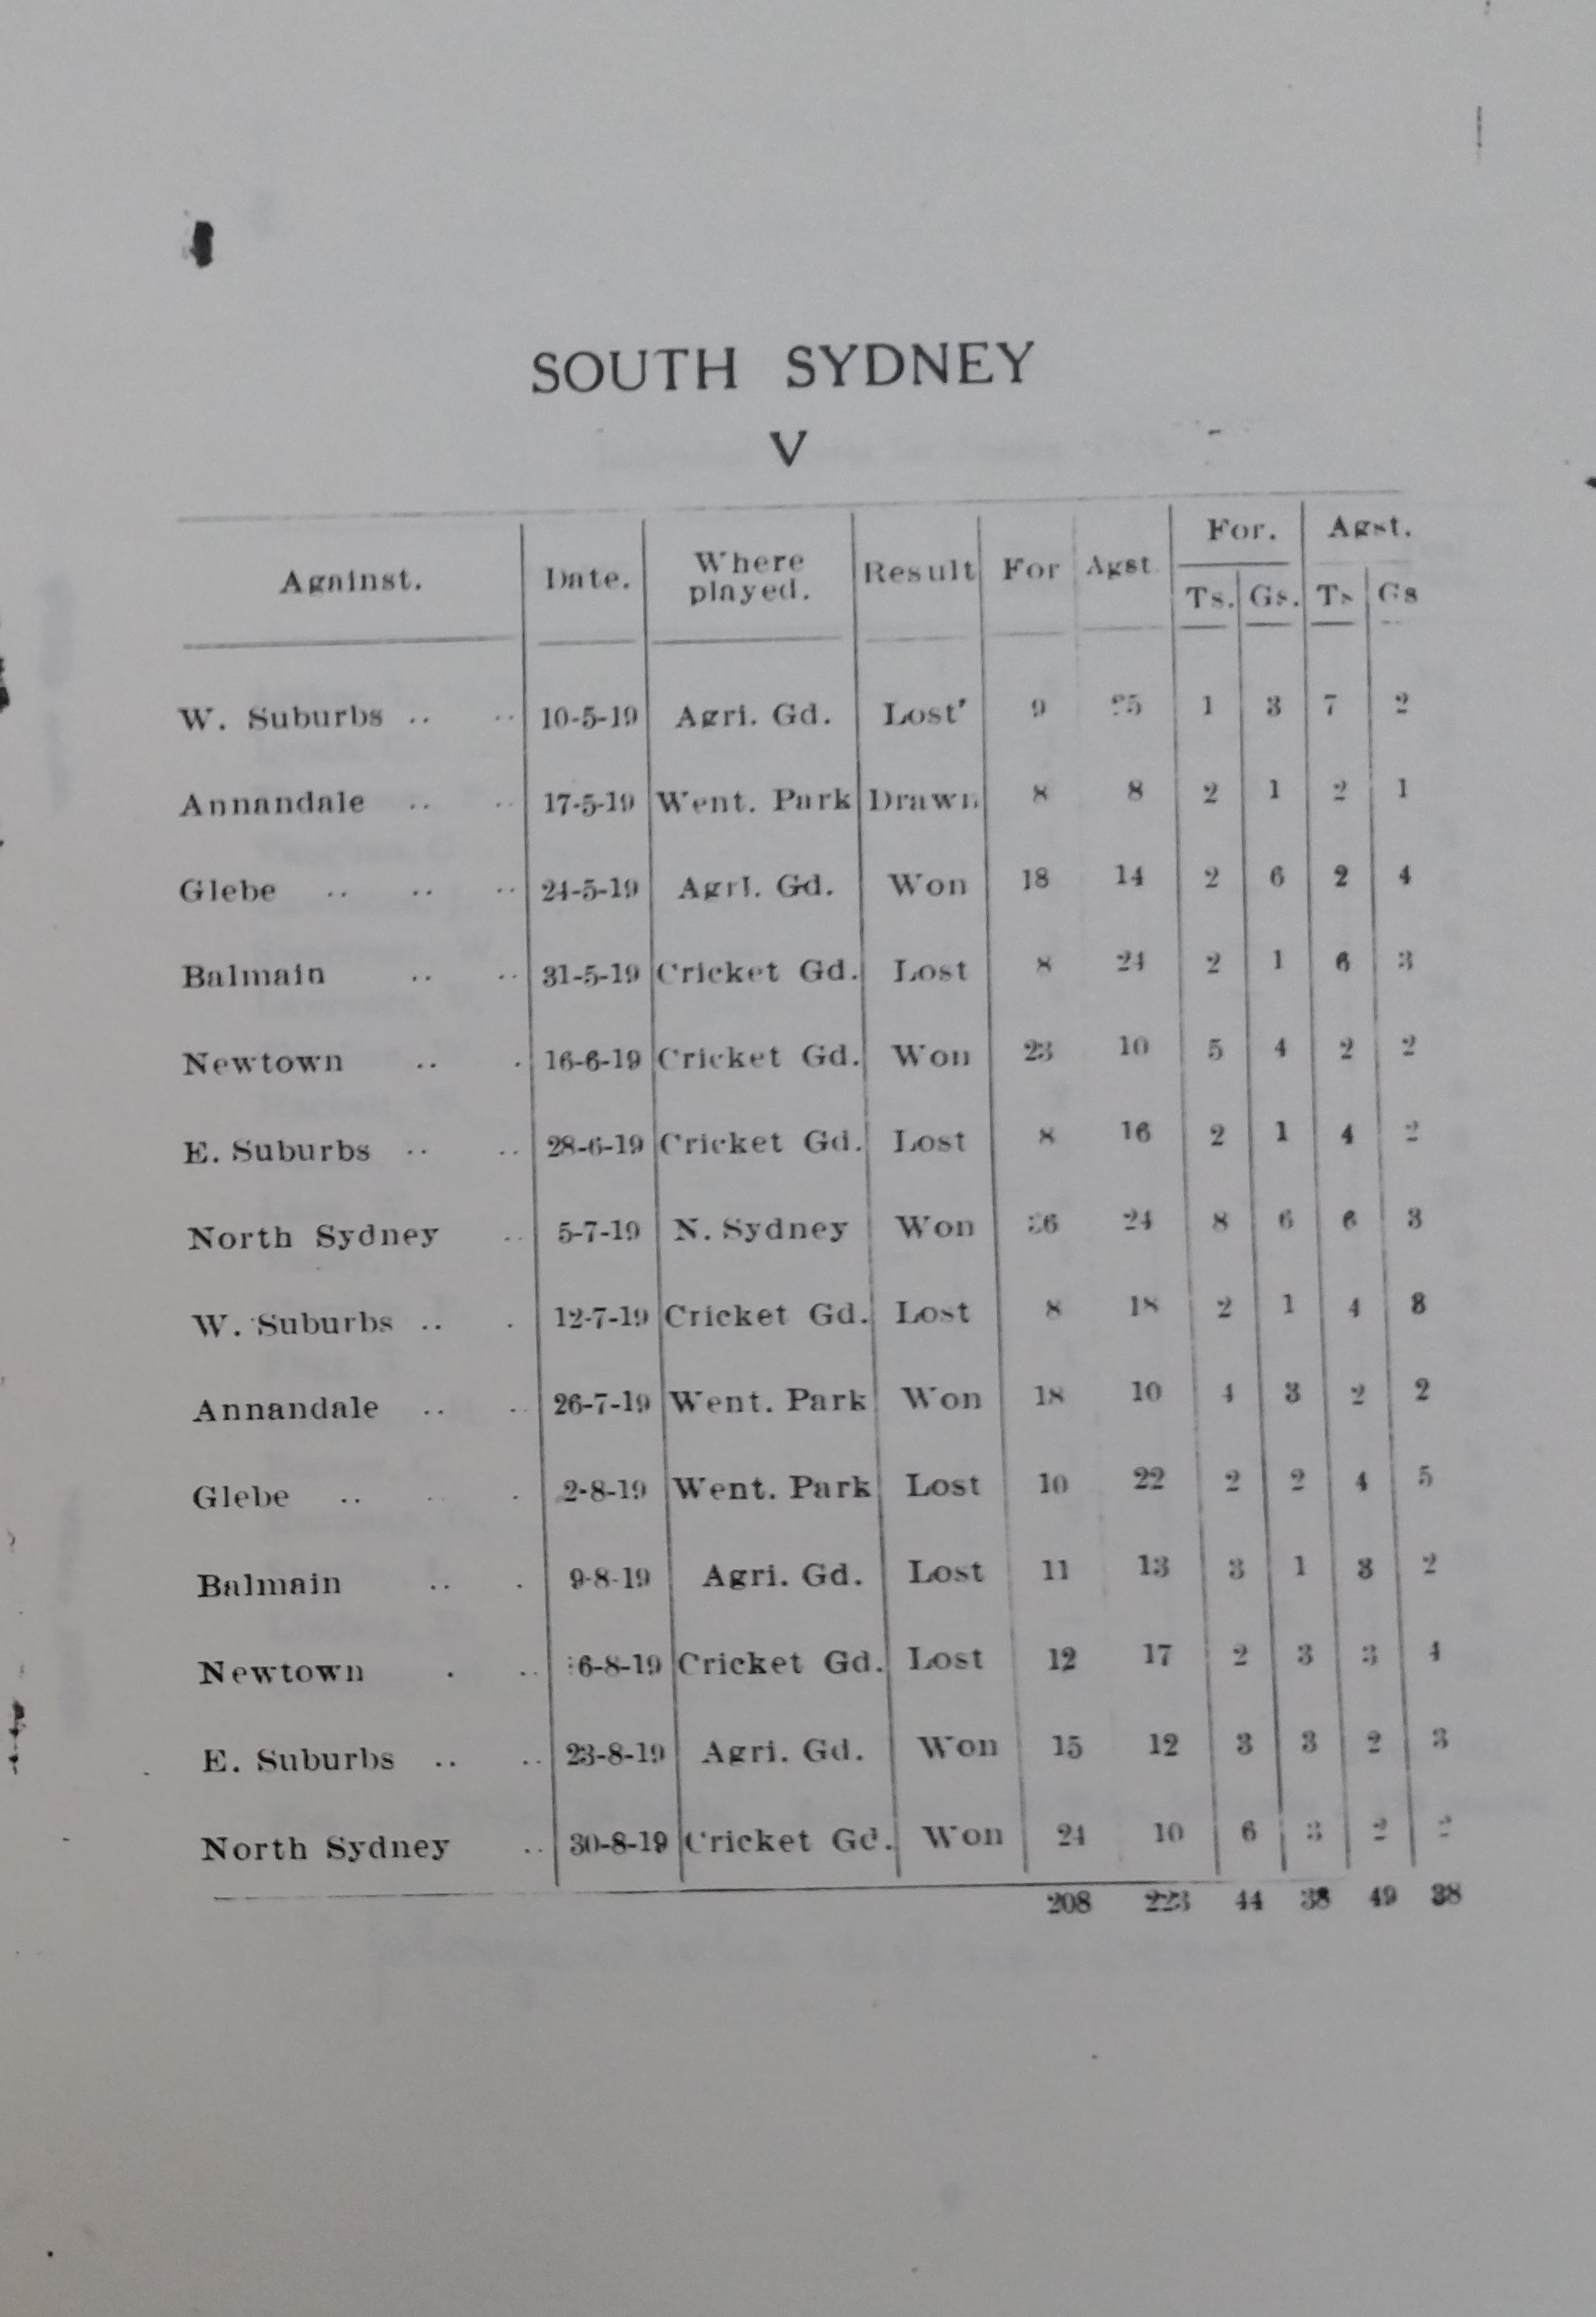 SOUTH SYDNEY
V
Against. Date. Where played. Result For Agst. For. Agst.
Ts. Gs. Ts Gs
W. Suburbs .. .. 10-5-19 Agri. Gd. Lost 9 25 1 3 7 2
Annandale .. .. 17-5-19 Went. Park Drawn 8 8 2 1 2 1
Glebe .. .. .. 24-5-19 Agri. Gd. Won 18 14 2 6 2 4
Balmain .. .. 31-5-19 Cricket Gd. Lost 8 24 2 1 6 3
Newtown .. . 16-6-19 Cricket Gd. Won 23 10 5 4 2 2
E. Suburbs .. .. 28-6-19 Cricket Gd. Lost 8 16 2 1 4 2
North Sydney .. 5-7-19 N. Sydney Won 36 24 8 6 6 3
W. Suburbs .. . 12-7-19 Cricket Gd. Lost 8 18 2 1 4 3
Annandale .. .. 26-7-19 Went. Park Won 18 10 4 3 2 2
Glebe .. .. . 2-8-19 Went. Park Lost 10 22 2 2 4 5
Balmain .. . 9-8-19 Agri. Gd. Lost 11 13 3 1 3 2
Newtown . .. 16-8-19 Cricket Gd. Lost 12 17 2 3 3 4
E. Suburbs .. .. 23-8-19 Agri. Gd. Won 15 12 3 3 2 3
North Sydney .. 30-8-19 Cricket Gd. Won 24 10 6 3 2 2
208 223 44 38 49 38